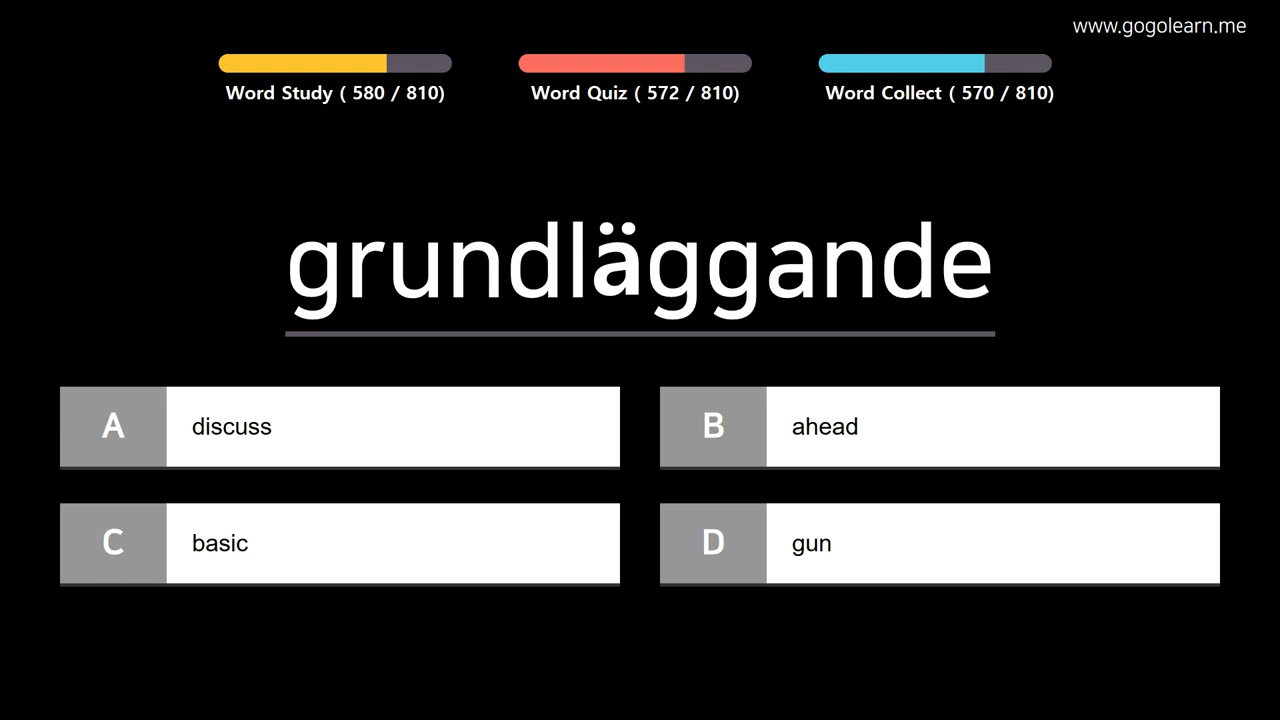 www.gogolearn.me
Word Study ( 580 / 810)
Word Quiz ( 572 / 810)
Word Collect ( 570 / 810)
grundläggande
A discuss
B ahead
C basic
D gun